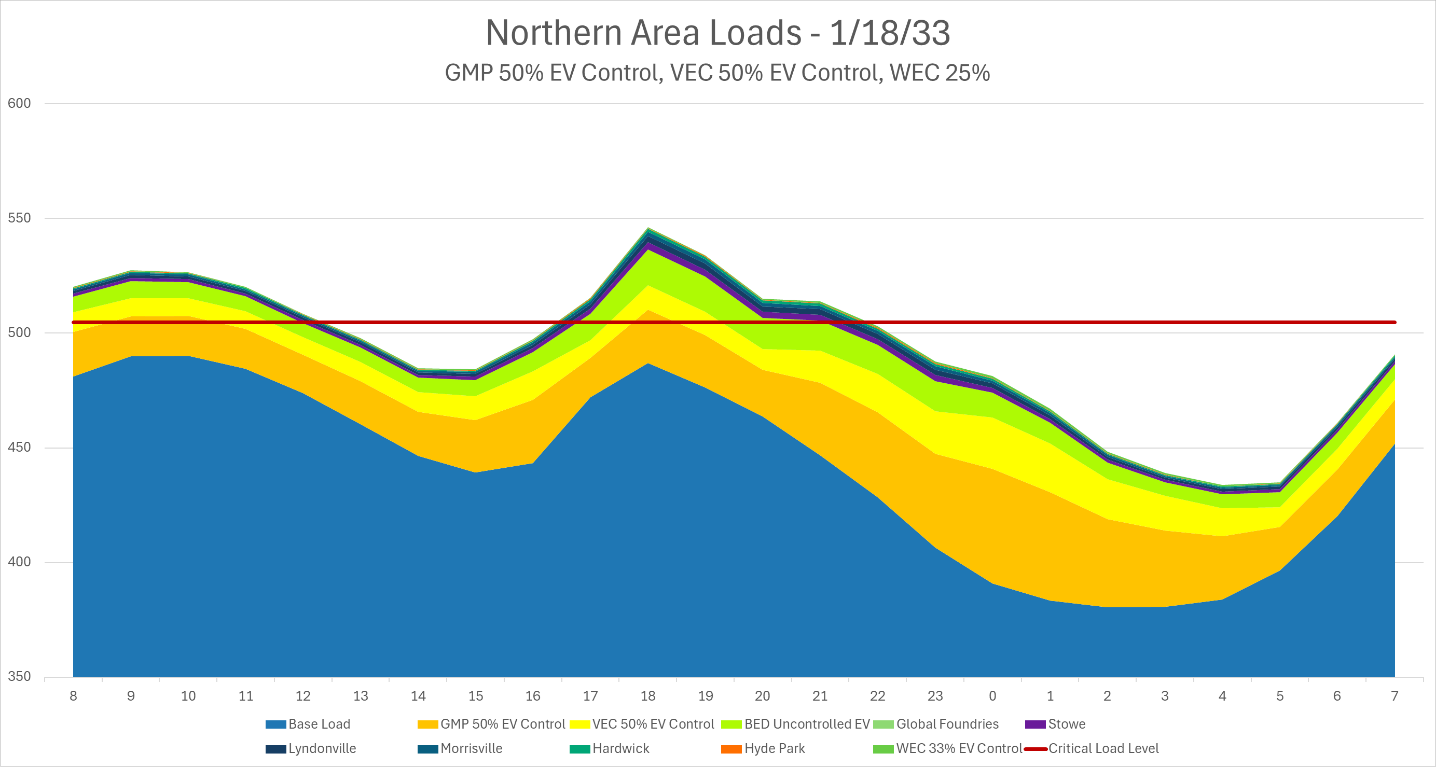 Northern Area Loads - 1/18/33
GMP 50% EV Control, VEC 50% EV Control, WEC 25%
600
550
500
450
400
350
8 9 10 11 12 13 14 15 16 17 18 19 20 21 22 23 0 1 2 3 4 5 6 7
Base Load GMP 50% EV Control VEC 50% EV Control BED Uncontrolled EV Global Foundries Stowe
Lyndonville Morrisville Hardwick Hyde Park WEC 33% EV Control Critical Load Level